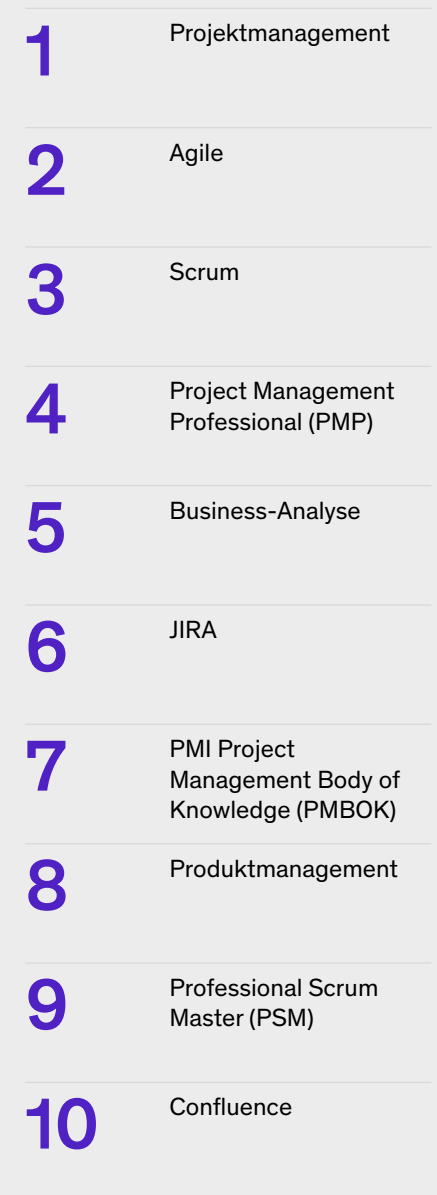 1
Projektmanagement
2
Agile
3
Scrum
4
Project Management
Professional (PMP)
5
Business-Analyse
6
JIRA
7
PMI Project
Management Body of
Knowledge (PMBOK)
8
Produktmanagement
9
Professional Scrum
Master (PSM)
10
Confluence